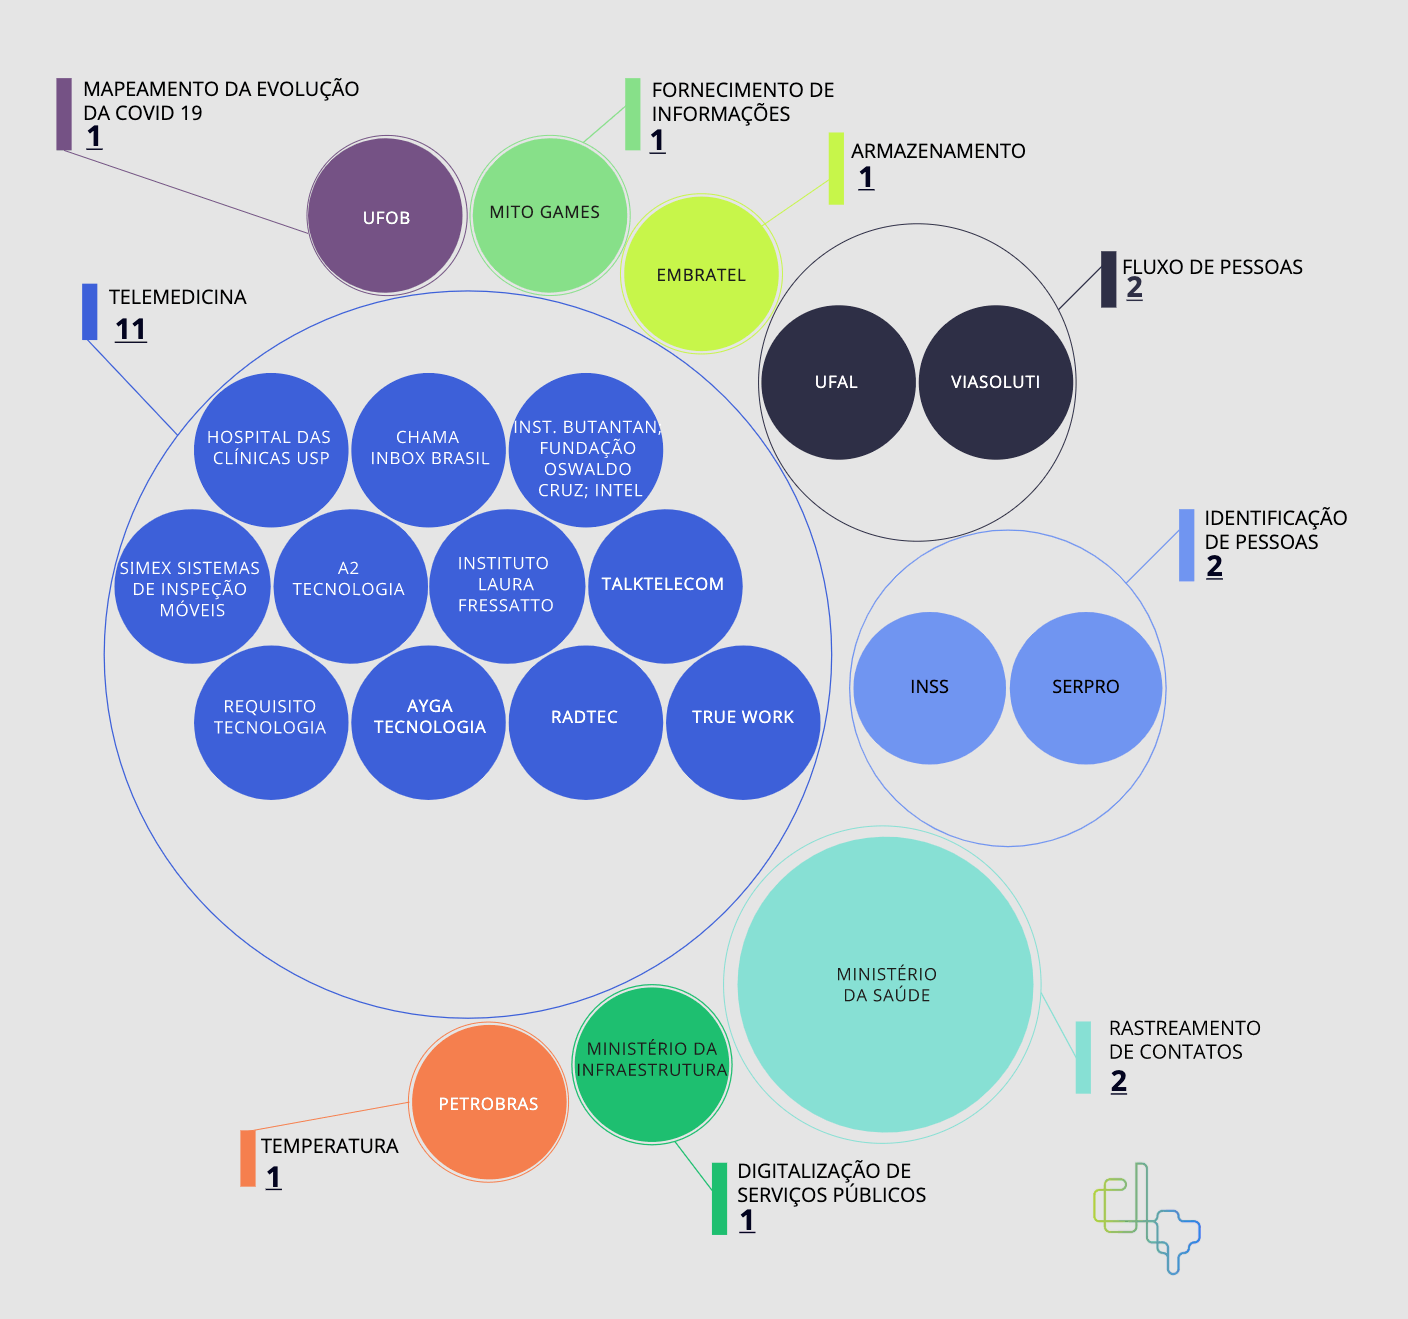 MAPEAMENTO DA EVOLUÇÃO
DA COVID 19
1
FORNECIMENTO DE
INFORMAÇÕES
1
ARMAZENAMENTO
1
UFOB
MITO GAMES
EMBRATEL
FLUXO DE PESSOAS
2
UFAL
VIASOLUTI
TELEMEDICINA
11
HOSPITAL DAS
CLÍNICAS USP
CHAMA
INBOX BRASIL
INST. BUTANTAN;
FUNDAÇÃO
OSWALDO
CRUZ; INTEL
SIMEX SISTEMAS
DE INSPEÇÃO
MÓVEIS
A2
TECNOLOGIA
INSTITUTO
LAURA
FRESSATTO
TALKTELECOM
REQUISITO
TECNOLOGIA
AYGA
TECNOLOGIA
RADTEC
TRUE WORK
IDENTIFICAÇÃO
DE PESSOAS
2
INSS
SERPRO
MINISTÉRIO
DA SAÚDE
RASTREAMENTO
DE CONTATOS
2
MINISTÉRIO DA
INFRAESTRUTURA
PETROBRAS
TEMPERATURA
1
DIGITALIZAÇÃO DE
SERVIÇOS PÚBLICOS
1